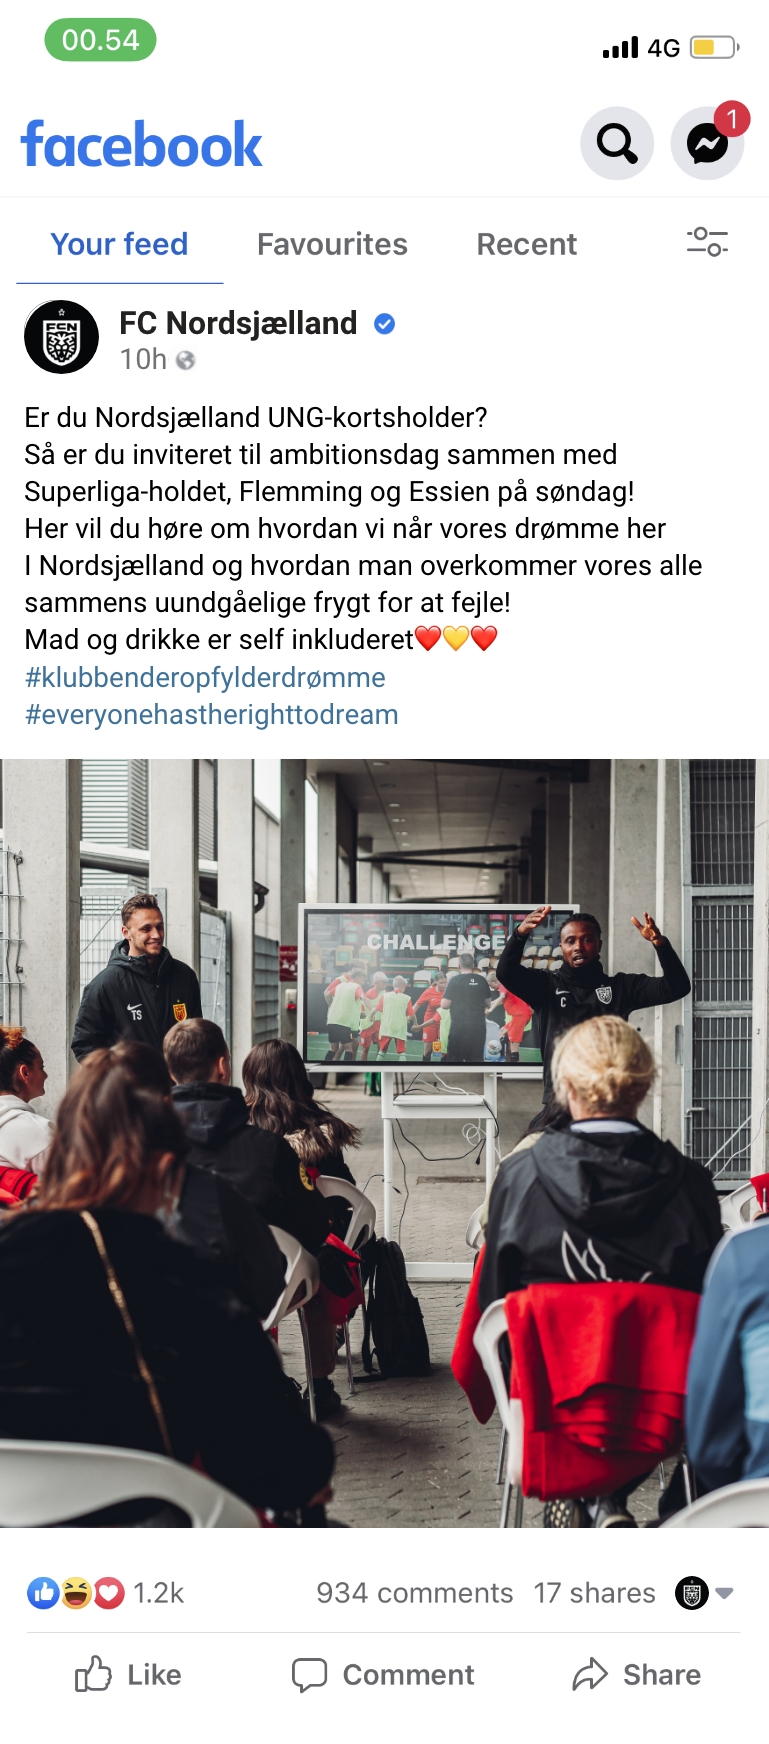 00.54
4G
facebook
1
Your feed
Favourites
Recent
FCN
FC Nordsjælland
10h
Er du Nordsjælland UNG-kortsholder?
Så er du inviteret til ambitionsdag sammen med
Superliga-holdet, Flemming og Essien på søndag!
Her vil du høre om hvordan vi når vores drømme her
I Nordsjælland og hvordan man overkommer vores alle
sammens uundgåelige frygt for at fejle!
Mad og drikke er self inkluderet❤️💛❤️
#klubbenderopfylderdrømme
#everyonehastherighttodream
CHALLENGE
TS
C
1.2k
934 comments
17 shares
Like
Comment
Share